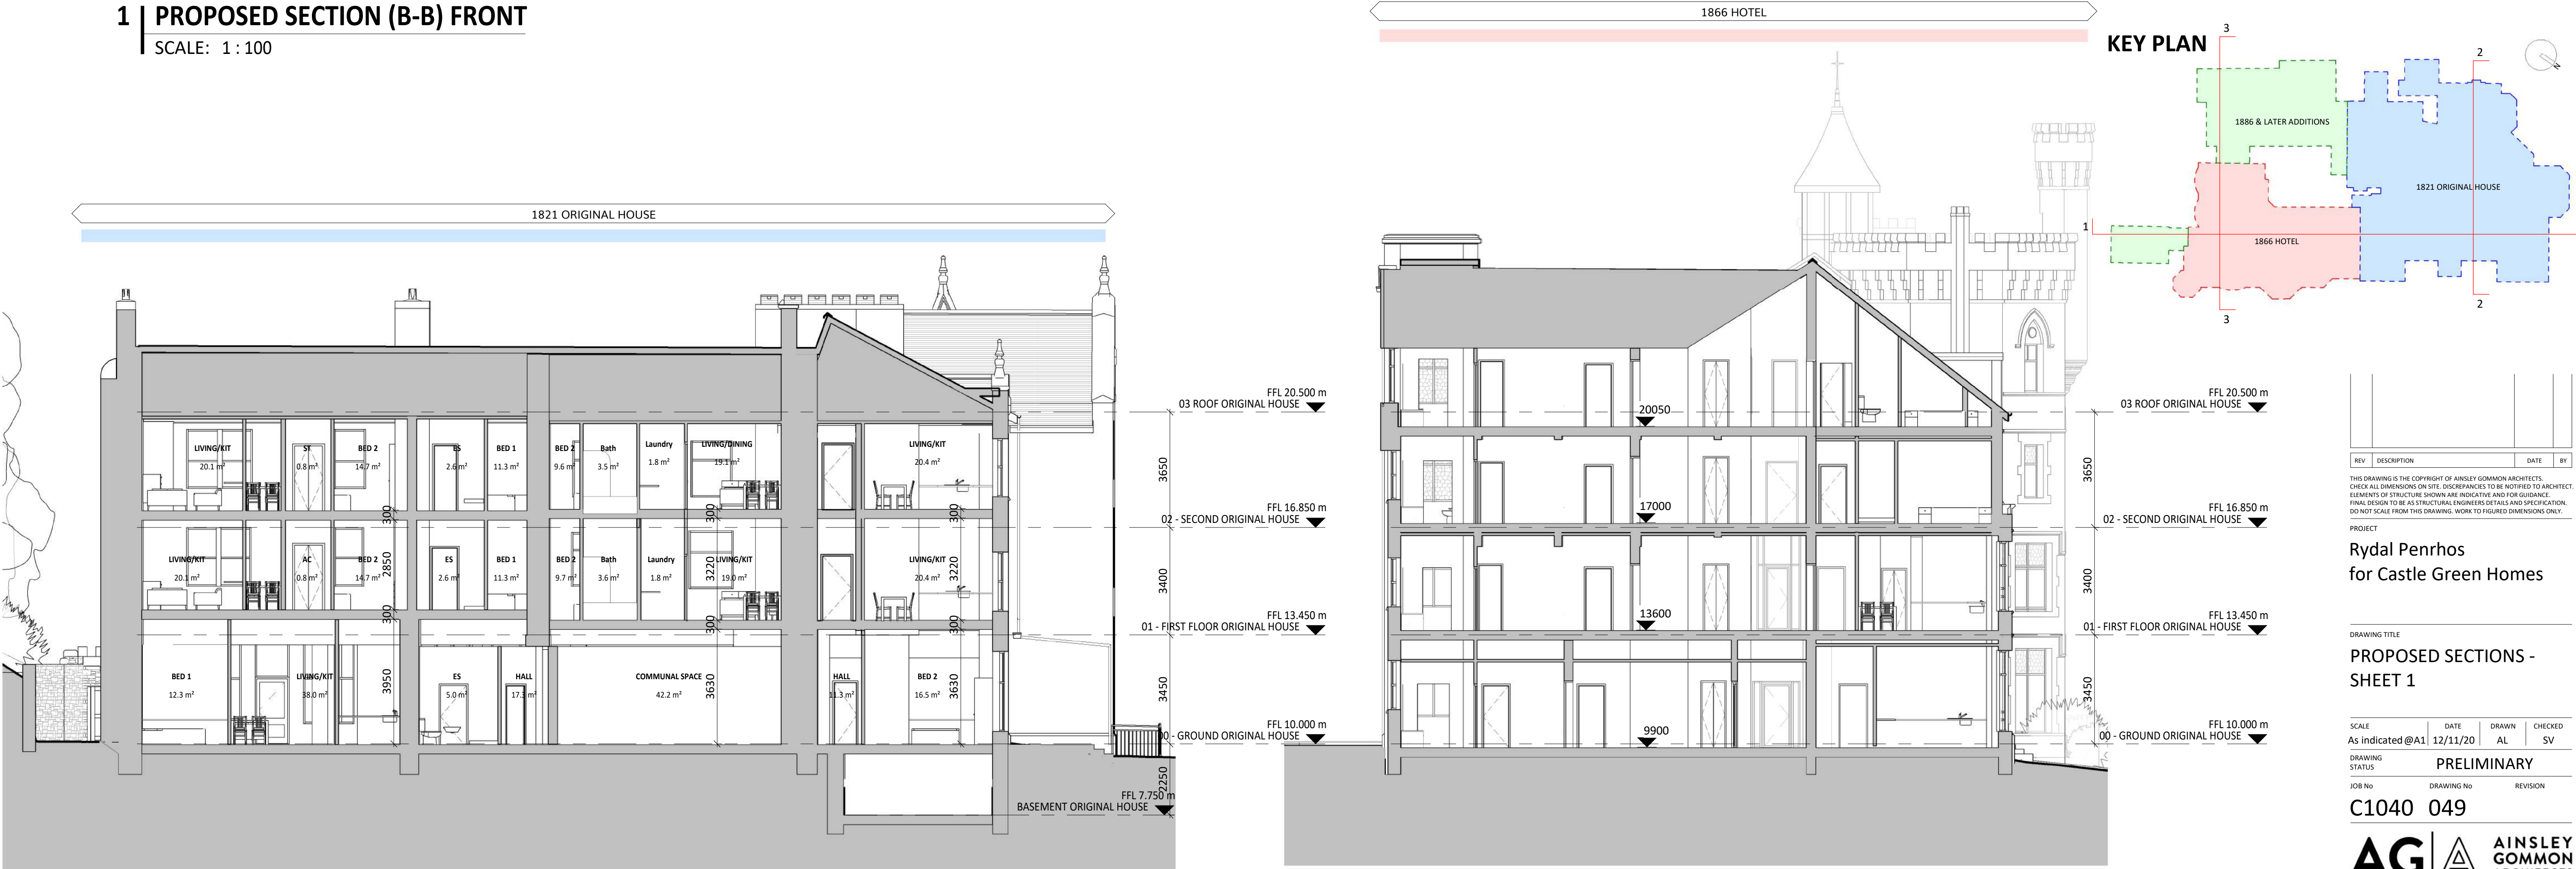 1 PROPOSED SECTION (B-B) FRONT
SCALE: 1 : 100
1821 ORIGINAL HOUSE
LIVING/KIT
20.1 m²
ST
0.8 m²
BED 2
14.7 m²
ES
2.6 m²
BED 1
11.3 m²
BED 2
9.6 m²
Bath
3.5 m²
Laundry
1.8 m²
LIVING/DINING
19.1 m²
LIVING/KIT
20.4 m²
300
300
300
LIVING/KIT
20.1 m²
AC
0.8 m²
BED 2
14.7 m²
2850
ES
2.6 m²
BED 1
11.3 m²
BED 2
9.7 m²
Bath
3.6 m²
Laundry
1.8 m²
3220
LIVING/KIT
19.0 m²
LIVING/KIT
20.4 m²
3220
300
300
300
BED 1
12.3 m²
LIVING/KIT
38.0 m²
3950
ES
5.0 m²
HALL
COMMUNAL SPACE
42.2 m²
3630
HALL
11.3 m²
BED 2
16.5 m²
3630
FFL 20.500 m
03 ROOF ORIGINAL HOUSE
3650
FFL 16.850 m
02 - SECOND ORIGINAL HOUSE
3400
FFL 13.450 m
01 - FIRST FLOOR ORIGINAL HOUSE
3450
FFL 10.000 m
00 - GROUND ORIGINAL HOUSE
2250
FFL 7.750 m
BASEMENT ORIGINAL HOUSE
1866 HOTEL
20050
17000
13600
9900
FFL 20.500 m
03 ROOF ORIGINAL HOUSE
3650
FFL 16.850 m
02 - SECOND ORIGINAL HOUSE
3400
FFL 13.450 m
01 - FIRST FLOOR ORIGINAL HOUSE
3450
FFL 10.000 m
00 - GROUND ORIGINAL HOUSE
KEY PLAN
3
2
N
1886 & LATER ADDITIONS
1821 ORIGINAL HOUSE
1
1866 HOTEL
2
3
REV DESCRIPTION DATE BY
THIS DRAWING IS THE COPYRIGHT OF AINSLEY GOMMON ARCHITECTS.
CHECK ALL DIMENSIONS ON SITE. DISCREPANCIES TO BE NOTIFIED TO ARCHITECT.
ELEMENTS OF STRUCTURE SHOWN ARE INDICATIVE AND FOR GUIDANCE.
FINAL DESIGN TO BE AS STRUCTURAL ENGINEERS DETAILS AND SPECIFICATION.
DO NOT SCALE FROM THIS DRAWING. WORK TO FIGURED DIMENSIONS ONLY.
PROJECT
Rydal Penrhos
for Castle Green Homes
DRAWING TITLE
PROPOSED SECTIONS -
SHEET 1
SCALE DATE DRAWN CHECKED
As indicated @A1 12/11/20 AL SV
DRAWING
STATUS
PRELIMINARY
JOB No DRAWING No REVISION
C1040 049
AG
AINSLEY
GOMMON